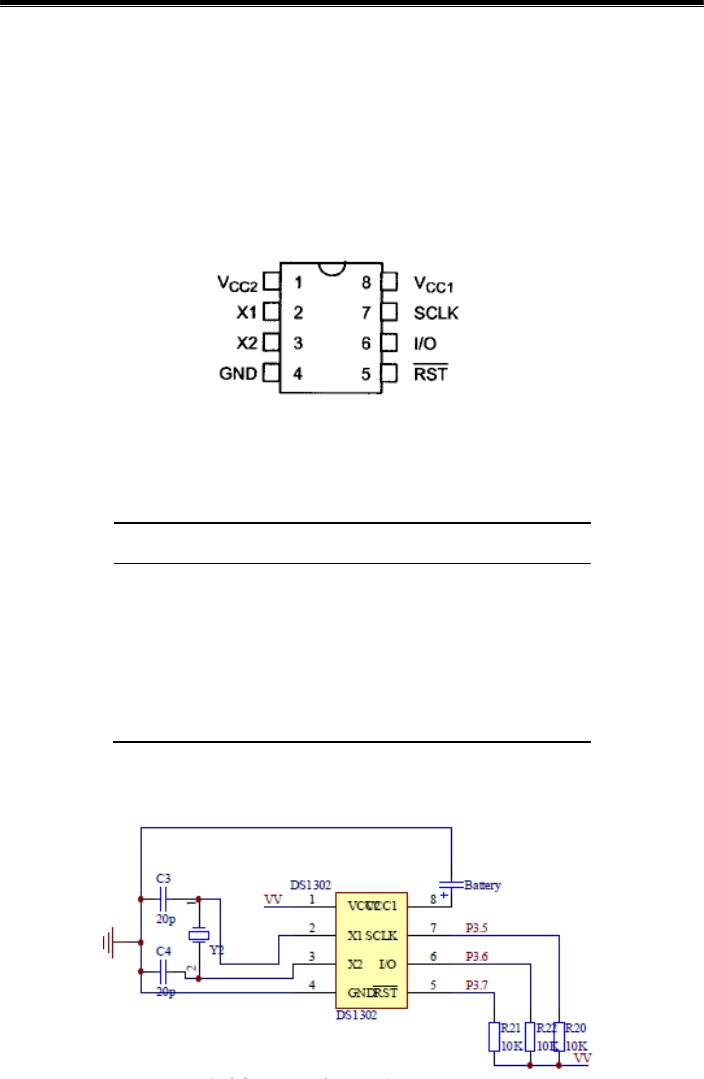 VCC2 1 8 VCC1
X1 2 7 SCLK
X2 3 6 I/O
GND 4 5 RST
C3
20p
1
Y2
2
C4
20p
DS1302
VV 1 VCC1 8 Battery
+
2 X1 SCLK 7 P3.5
3 X2 I/O 6 P3.6
4 GND RST 5 P3.7
DS1302
R21 R22 R20
10K 10K 10K
VV